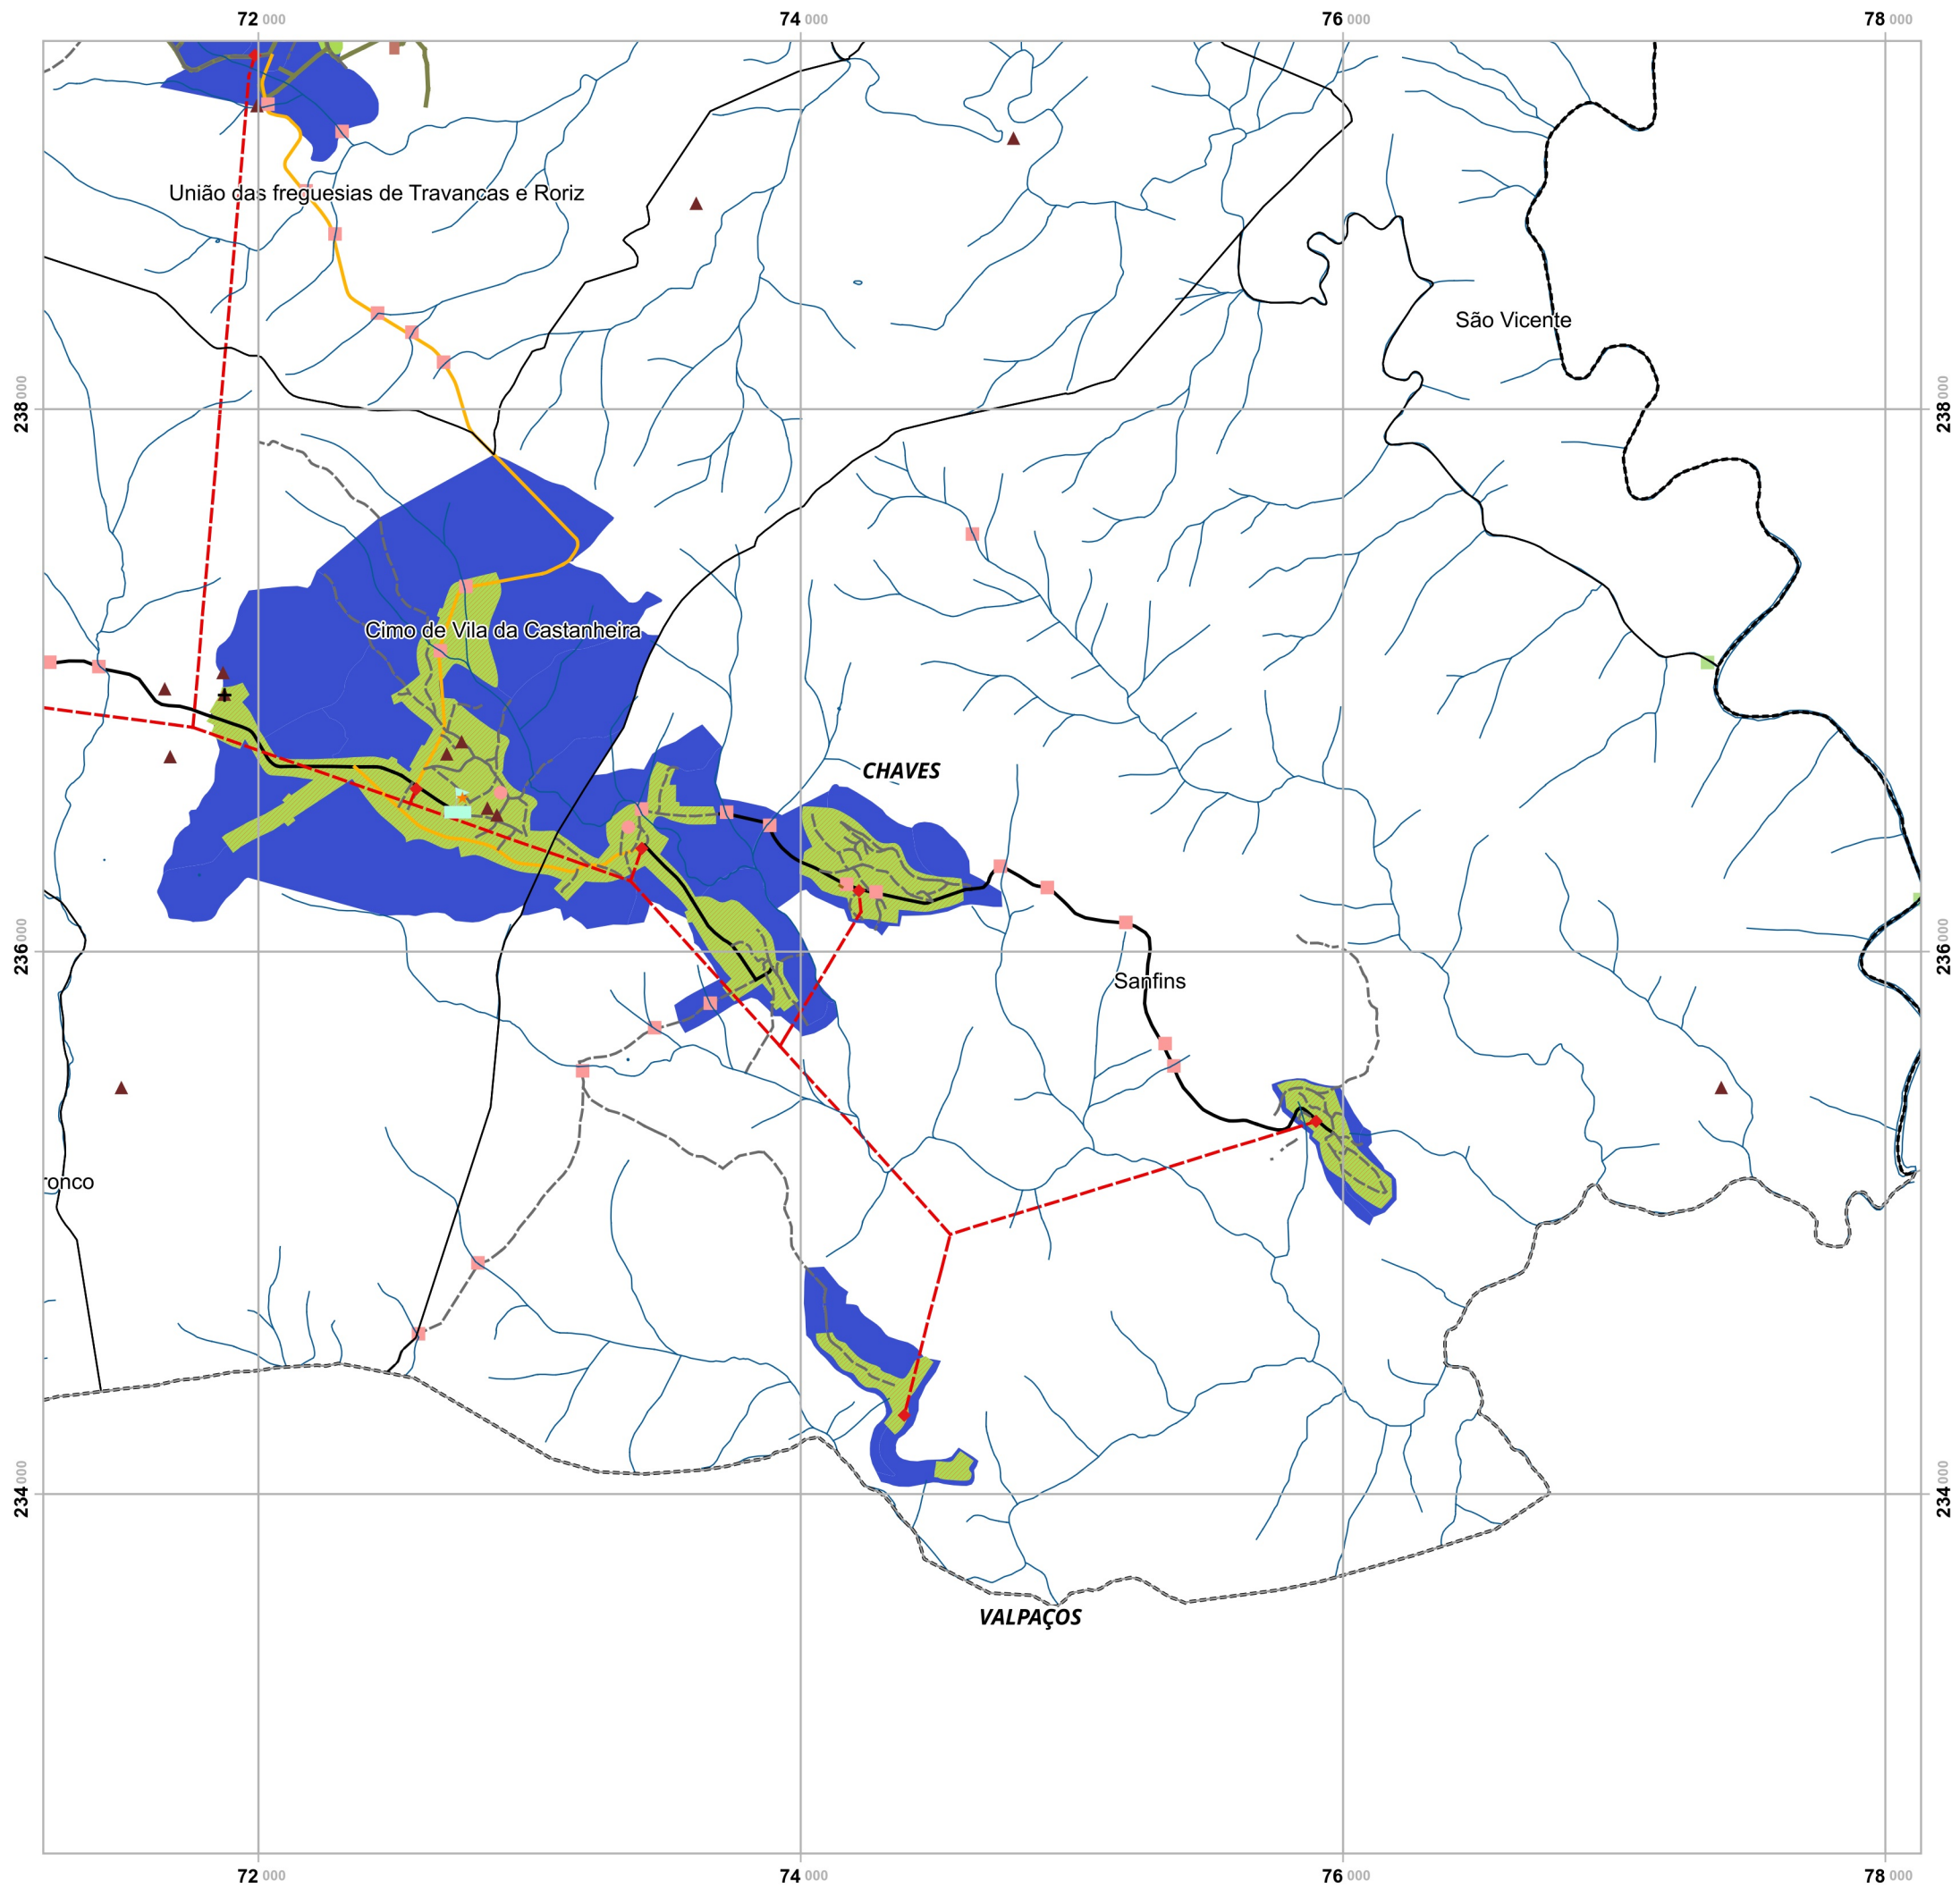 72 000 74 000 76 000 78 000
União das freguesias de Travancas e Roriz
São Vicente
238 000 238 000
Cimo de Vila da Castanheira
CHAVES
236 000 236 000
Sanfins
ronco
234 000 234 000
VALPAÇOS
72 000 74 000 76 000 78 000